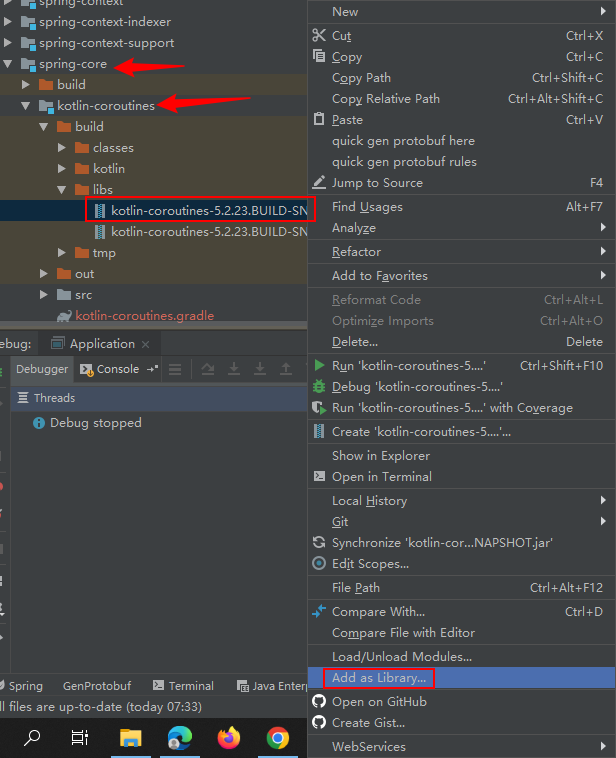 spring-context
spring-context-indexer
spring-context-support
spring-core
build
kotlin-coroutines
build
classes
kotlin
libs
kotlin-coroutines-5.2.23.BUILD-SN
kotlin-coroutines-5.2.23.BUILD-SN
tmp
out
src
kotlin-coroutines.gradle
ebug: Application
Debugger Console
Threads
Debug stopped
Spring GenProtobuf Terminal Java Enterp
ll files are up-to-date (today 07:33)
New
Cut Ctrl+X
Copy Ctrl+C
Copy Path Ctrl+Shift+C
Copy Relative Path Ctrl+Alt+Shift+C
Paste Ctrl+V
quick gen protobuf here
quick gen protobuf rules
Jump to Source F4
Find Usages Alt+F7
Analyze
Refactor
Add to Favorites
Reformat Code Ctrl+Alt+L
Optimize Imports Ctrl+Alt+O
Delete... Delete
Run 'kotlin-coroutines-5....' Ctrl+Shift+F10
Debug 'kotlin-coroutines-5....'
Run 'kotlin-coroutines-5....' with Coverage
Create 'kotlin-coroutines-5....'...
Show in Explorer
Open in Terminal
Local History
Git
Synchronize 'kotlin-cor...NAPSHOT.jar'
Edit Scopes...
File Path Ctrl+Alt+F12
Compare With... Ctrl+D
Compare File with Editor
Load/Unload Modules...
Add as Library...
Open on GitHub
Create Gist...
WebServices